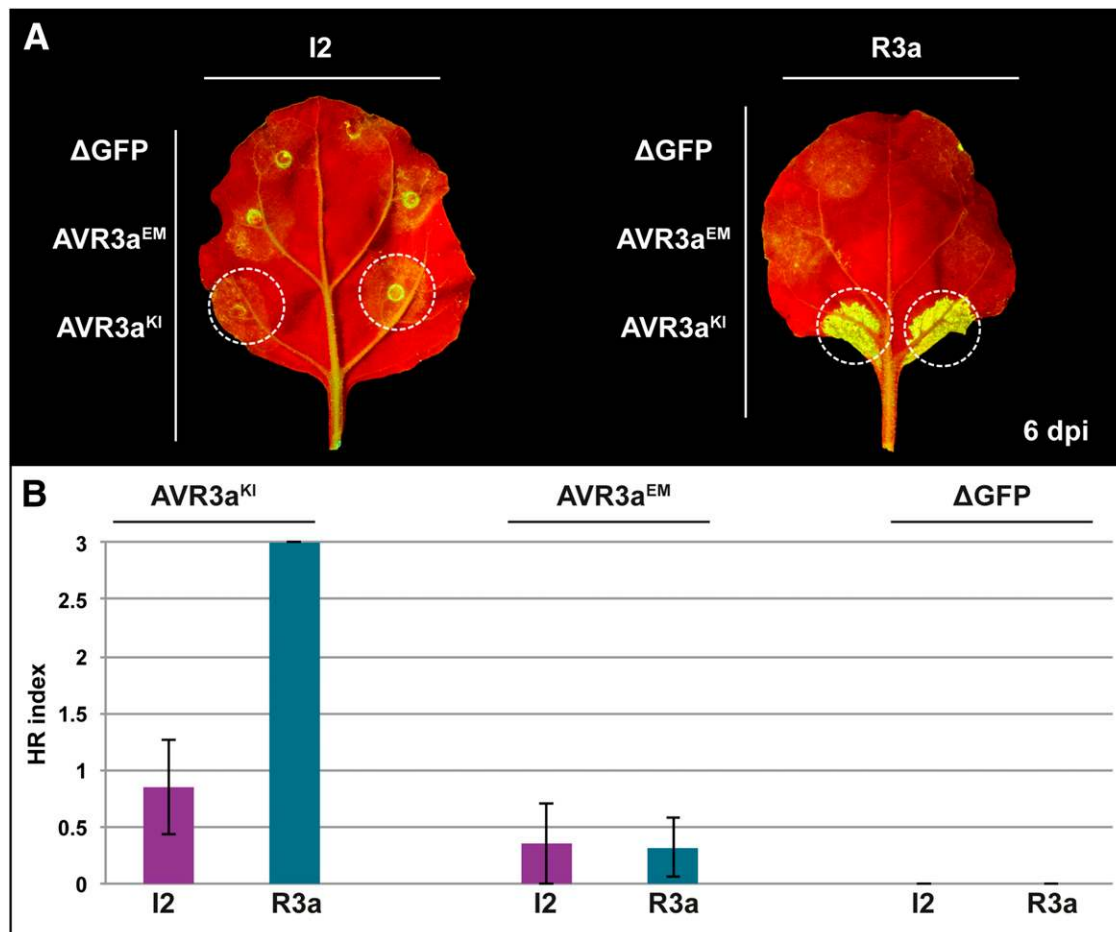 A
I2
R3a
ΔGFP
AVR3aᴱᴹ
AVR3aᴷᴵ
ΔGFP
AVR3aᴱᴹ
AVR3aᴷᴵ
6 dpi
B
AVR3aᴷᴵ
AVR3aᴱᴹ
ΔGFP
HR index
3
2.5
2
1.5
1
0.5
0
I2 R3a I2 R3a I2 R3a